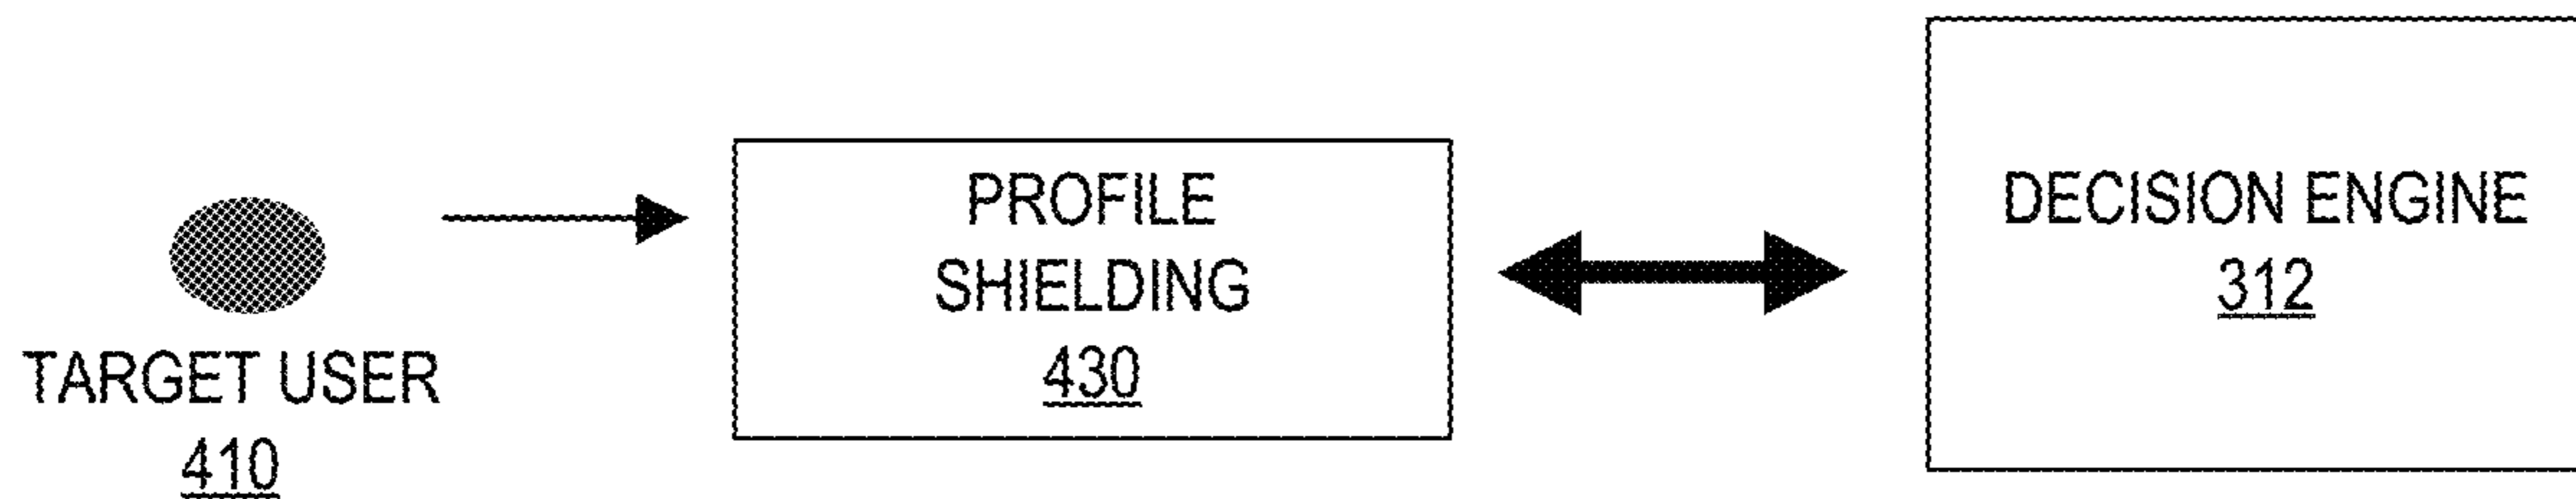 TARGET USER
410
PROFILE
SHIELDING
430
DECISION ENGINE
312